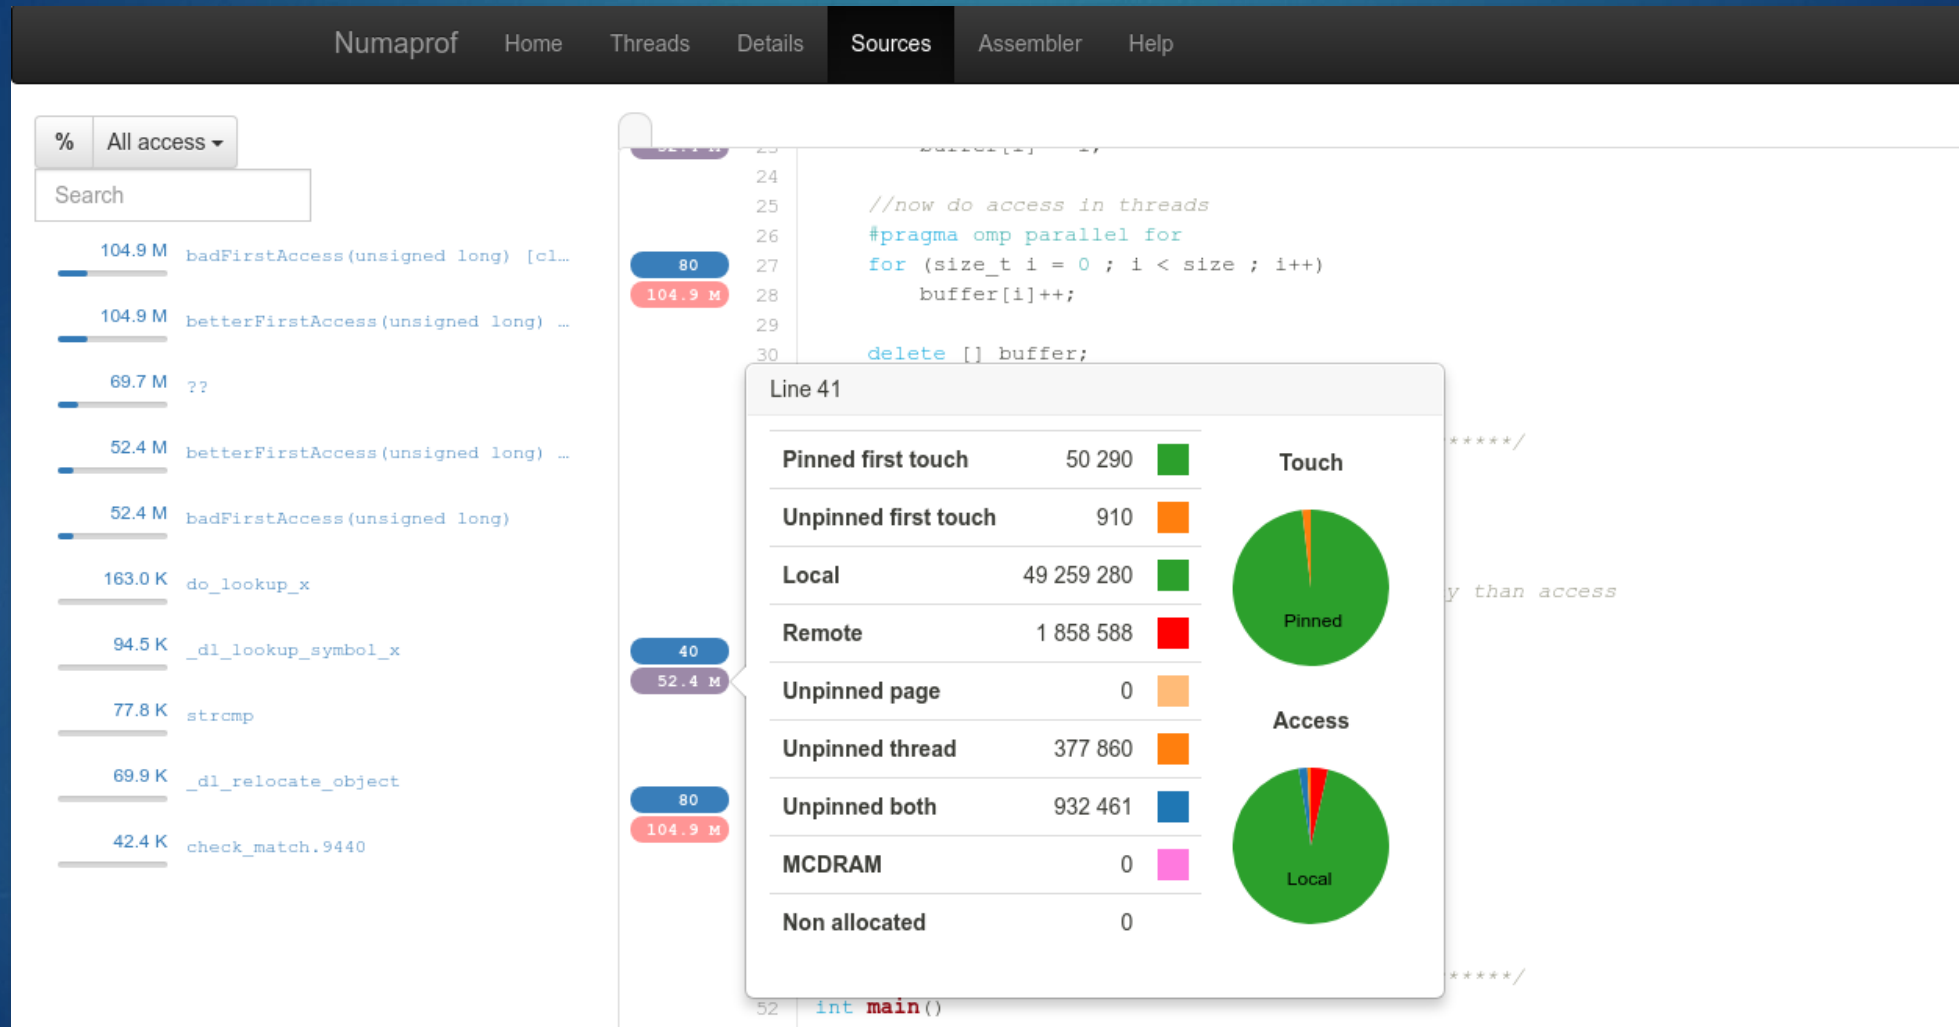 Numaprof Home Threads Details Sources Assembler Help
% All access
Search
104.9 M badFirstAccess(unsigned long) [cl…
104.9 M betterFirstAccess(unsigned long) …
69.7 M ??
52.4 M betterFirstAccess(unsigned long) …
52.4 M badFirstAccess(unsigned long)
163.0 K do_lookup_x
94.5 K _dl_lookup_symbol_x
77.8 K strcmp
69.9 K _dl_relocate_object
42.4 K check_match.9440
24
25 //now do access in threads
26 #pragma omp parallel for
80 27 for (size_t i = 0 ; i < size ; i++)
104.9 M 28 buffer[i]++;
29
30 delete [] buffer;
*****/
y than access
40
52.4 M
80
104.9 M
*****/
52 int main()
Line 41
Pinned first touch 50 290
Unpinned first touch 910
Local 49 259 280
Remote 1 858 588
Unpinned page 0
Unpinned thread 377 860
Unpinned both 932 461
MCDRAM 0
Non allocated 0
Touch
Pinned
Access
Local